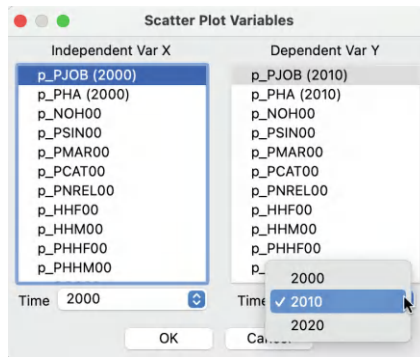 Scatter Plot Variables
Independent Var X
p_PJOB (2000)
p_PHA (2000)
p_NOH00
p_PSIN00
p_PMAR00
p_PCAT00
p_PNREL00
p_HHF00
p_HHM00
p_PHHF00
p_PHHM00
Time 2000
Dependent Var Y
p_PJOB (2010)
p_PHA (2010)
p_NOH00
p_PSIN00
p_PMAR00
p_PCAT00
p_PNREL00
p_HHF00
p_HHM00
p_PHHF00
2000
✓ 2010
2020
OK